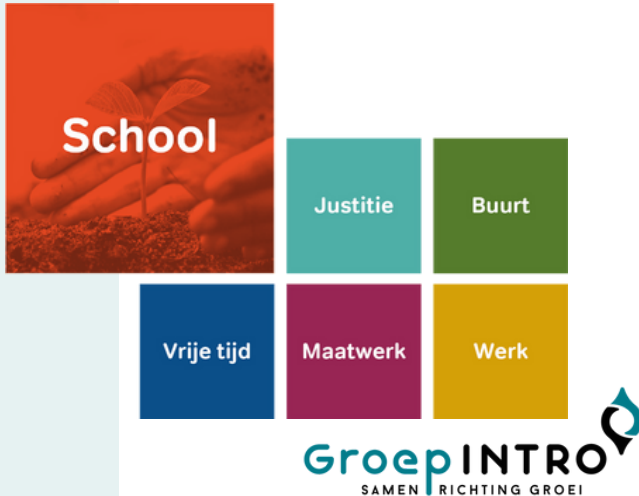 School
Justitie
Buurt
Vrije tijd
Maatwerk
Werk
GroepINTRO
SAMEN RICHTING GROEI